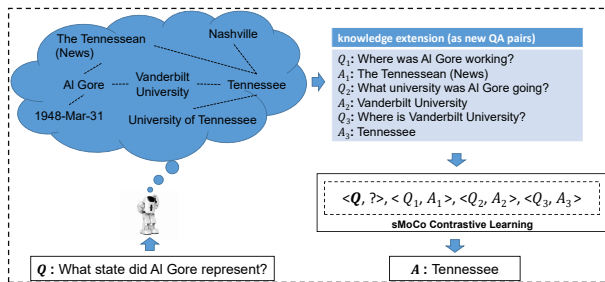 Nashville
The Tennessean
(News)
Al Gore
Vanderbilt
University
Tennessee
1948-Mar-31
University of Tennessee
Q : What state did Al Gore represent?
knowledge extension (as new QA pairs)
Q₁: Where was Al Gore working?
A₁: The Tennessean (News)
Q₂: What university was Al Gore going?
A₂: Vanderbilt University
Q₃: Where is Vanderbilt University?
A₃: Tennessee
<Q, ?>, < Q₁, A₁ >, <Q₂, A₂>, <Q₃, A₃ >
sMoCo Contrastive Learning
A : Tennessee